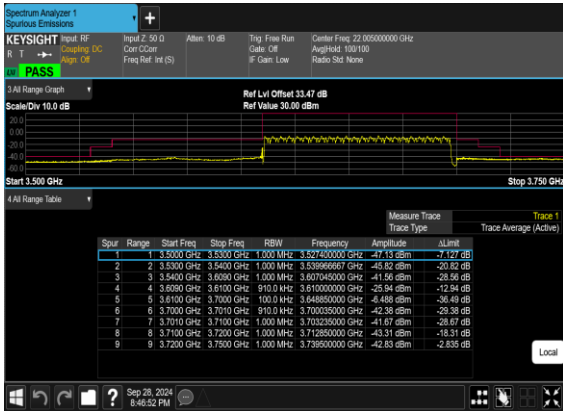 Spectrum Analyzer 1
Spurious Emissions
+
KEYSIGHT Input: RF Input Z: 50 Ω Atten: 10 dB Trig: Free Run Center Freq: 22.005000000 GHz
R T Coupling: DC Corr CCorr Gate: Off Avg|Hold: 100/100
Align: Off Freq Ref: Int (S) IF Gain: Low Radio Std: None
PASS
3 All Range Graph
Ref Lvl Offset 33.47 dB
Scale/Div 10.0 dB Ref Value 30.00 dBm
20.0
0.00
-20.0
-40.0
-60.0
Start 3.500 GHz Stop 3.750 GHz
4 All Range Table
Measure Trace Trace 1
Trace Type Trace Average (Active)
Spur Range Start Freq Stop Freq RBW Frequency Amplitude ΔLimit
1 1 3.5000 GHz 3.5300 GHz 1.000 MHz 3.527400000 GHz -47.13 dBm -7.127 dB
2 2 3.5300 GHz 3.5400 GHz 1.000 MHz 3.539966667 GHz -45.82 dBm -20.82 dB
3 3 3.5400 GHz 3.6090 GHz 1.000 MHz 3.607045000 GHz -41.56 dBm -28.56 dB
4 4 3.6090 GHz 3.6100 GHz 910.0 kHz 3.610000000 GHz -25.94 dBm -12.94 dB
5 5 3.6100 GHz 3.7000 GHz 100.0 kHz 3.648850000 GHz -6.488 dBm -36.49 dB
6 6 3.7000 GHz 3.7010 GHz 910.0 kHz 3.700035000 GHz -42.38 dBm -29.38 dB
7 7 3.7010 GHz 3.7100 GHz 1.000 MHz 3.703235000 GHz -41.67 dBm -28.67 dB
8 8 3.7100 GHz 3.7200 GHz 1.000 MHz 3.712850000 GHz -43.31 dBm -18.31 dB
9 9 3.7200 GHz 3.7500 GHz 1.000 MHz 3.739500000 GHz -42.83 dBm -2.835 dB
Local
? Sep 28, 2024
8:46:52 PM